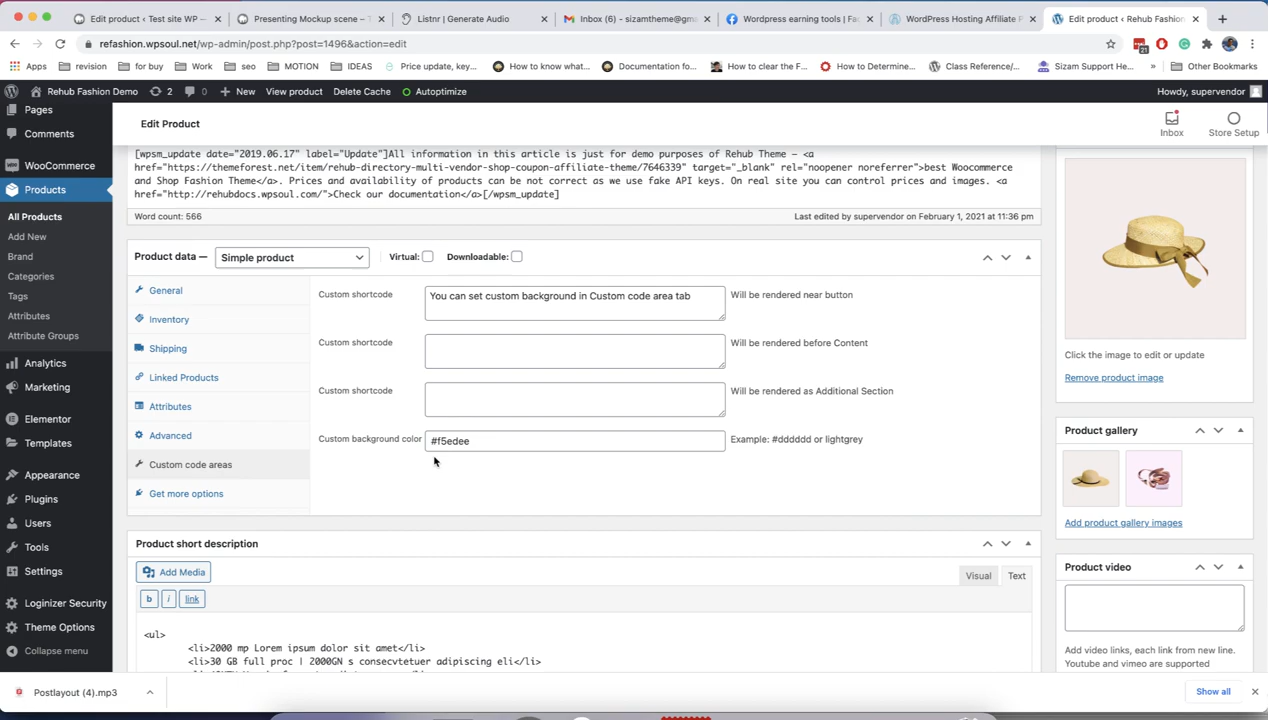 Edit product ‹ Test site WP —
Presenting Mockup scene – T
Listnr | Generate Audio
Inbox (6) - sizamtheme@gma
Wordpress earning tools | Fac
WordPress Hosting Affiliate P
Edit product ‹ Rehub Fashion
refashion.wpsoul.net/wp-admin/post.php?post=1496&action=edit
21
Apps
revision
for buy
Work
seo
MOTION
IDEAS
Price update, key...
How to know what...
Documentation fo...
How to clear the F...
How to Determine...
Class Reference/...
Sizam Support He...
»
Other Bookmarks
Rehub Fashion Demo
2
0
+ New
View product
Delete Cache
Autoptimize
Howdy, supervendor
Pages
Comments
WooCommerce
Products
All Products
Add New
Brand
Categories
Tags
Attributes
Attribute Groups
Analytics
Marketing
Elementor
Templates
Appearance
Plugins
Users
Tools
Settings
Loginizer Security
Theme Options
Collapse menu
Edit Product
Inbox
Store Setup
[wpsm_update date="2019.06.17" label="Update"]All information in this article is just for demo purposes of Rehub Theme – <a
href="https://themeforest.net/item/rehub-directory-multi-vendor-shop-coupon-affiliate-theme/7646339" target="_blank" rel="noopener noreferrer">best Woocommerce
and Shop Fashion Theme</a>. Prices and availability of products can be not correct as we use fake API keys. On real site you can control prices and images. <a
href="http://rehubdocs.wpsoul.com/">Check our documentation</a>[/wpsm_update]
Word count: 566
Last edited by supervendor on February 1, 2021 at 11:36 pm
Product data —
Simple product
Virtual:
Downloadable:
General
Inventory
Shipping
Linked Products
Attributes
Advanced
Custom code areas
Get more options
Custom shortcode
You can set custom background in Custom code area tab
Will be rendered near button
Custom shortcode
Will be rendered before Content
Custom shortcode
Will be rendered as Additional Section
Custom background color
#f5edee
Example: #dddddd or lightgrey
Product short description
Add Media
Visual
Text
b
i
link
<ul>
<li>2000 mp Lorem ipsum dolor sit amet</li>
<li>30 GB full proc | 2000GN s consecvtetuer adipiscing eli</li>
Click the image to edit or update
Remove product image
Product gallery
Add product gallery images
Product video
Add video links, each link from new line.
Youtube and vimeo are supported
Postlayout (4).mp3
Show all